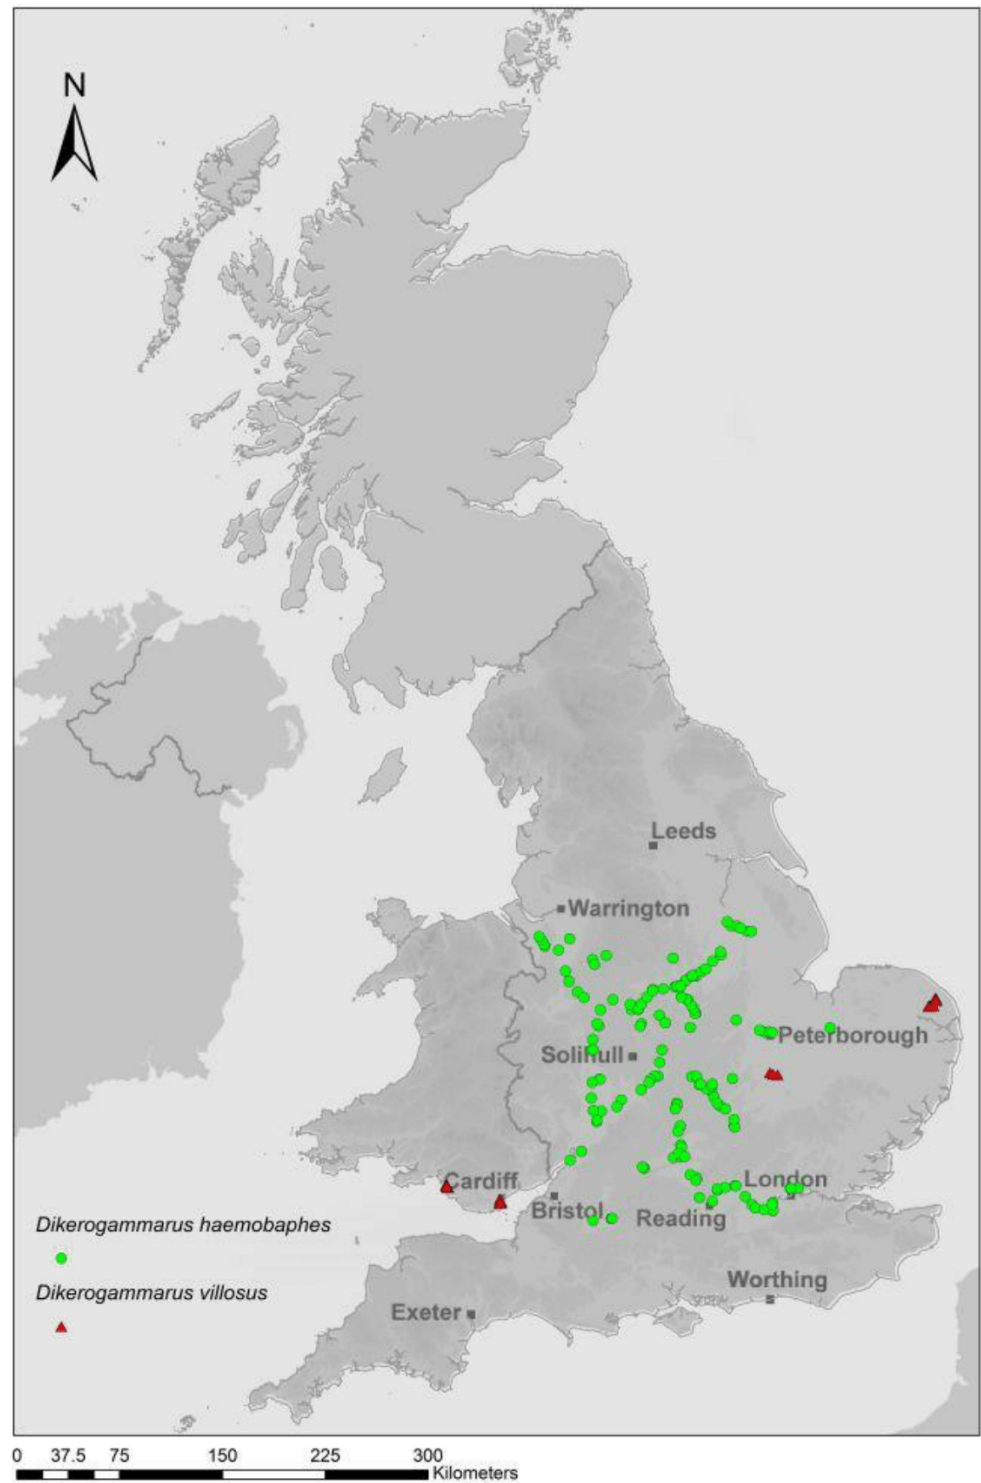 N
Leeds
Warrington
Peterborough
Solihull
Cardiff
London
Bristol
Reading
Dikerogammarus haemobaphes
Dikerogammarus villosus
Worthing
Exeter
0 37.5 75 150 225 300
Kilometers